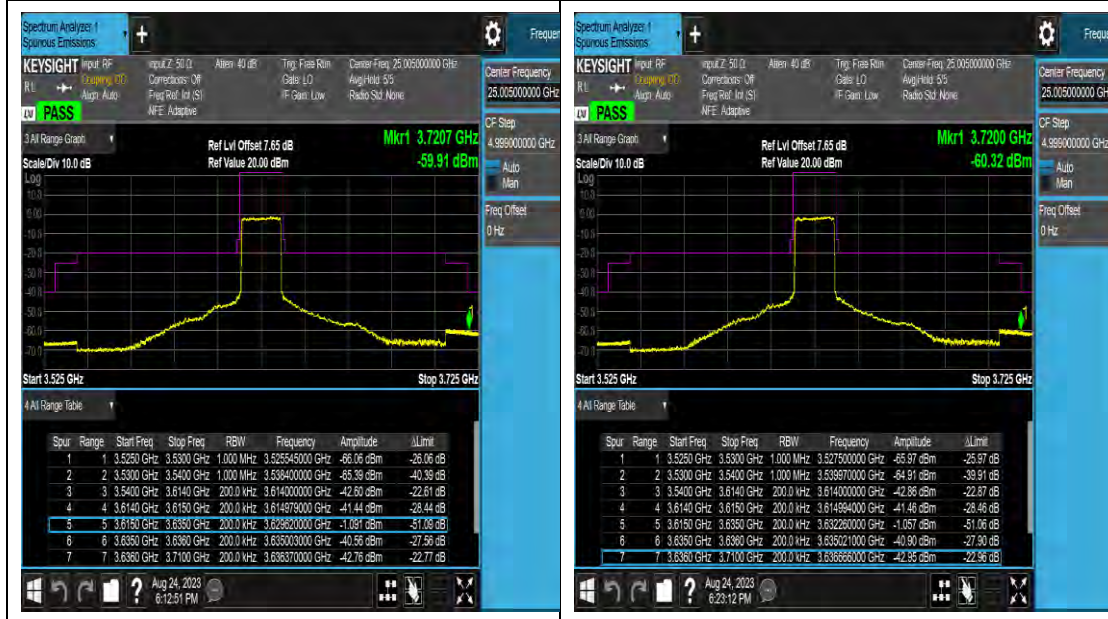 Spectrum Analyzer 1
Spurious Emissions
+
Frequen
KEYSIGHT
Input: RF
Input Z: 50 Ω
Atten: 40 dB
Trig: Free Run
Center Freq: 25.005000000 GHz
Corrections: Off
Gate: LO
Avg|Hold: 5/5
Align: Auto
Freq Ref: Int (S)
IF Gain: Low
Radio Std: None
NFE: Adaptive
PASS
Center Frequency
25.005000000 GHz
CF Step
4.999000000 GHz
Auto
Man
Freq Offset
0 Hz
3 All Range Graph
Ref Lvl Offset 7.65 dB
Mkr1 3.7207 GHz
Scale/Div 10.0 dB
Ref Value 20.00 dBm
-59.91 dBm
Log
Start 3.525 GHz
Stop 3.725 GHz
4 All Range Table
Spur Range Start Freq Stop Freq RBW Frequency Amplitude ΔLimit
1 1 3.5250 GHz 3.5300 GHz 1.000 MHz 3.525545000 GHz -66.06 dBm -26.06 dB
2 2 3.5300 GHz 3.5400 GHz 1.000 MHz 3.538400000 GHz -65.39 dBm -40.39 dB
3 3 3.5400 GHz 3.6140 GHz 200.0 kHz 3.614000000 GHz -42.60 dBm -22.61 dB
4 4 3.6140 GHz 3.6150 GHz 200.0 kHz 3.614979000 GHz -41.44 dBm -28.44 dB
5 5 3.6150 GHz 3.6350 GHz 200.0 kHz 3.629620000 GHz -1.091 dBm -51.09 dB
6 6 3.6350 GHz 3.6360 GHz 200.0 kHz 3.635003000 GHz -40.56 dBm -27.56 dB
7 7 3.6360 GHz 3.7100 GHz 200.0 kHz 3.636370000 GHz -42.76 dBm -22.77 dB
Aug 24, 2023
6:12:51 PM
Spectrum Analyzer 1
Spurious Emissions
+
Frequ
KEYSIGHT
Input: RF
Input Z: 50 Ω
Atten: 40 dB
Trig: Free Run
Center Freq: 25.005000000 GHz
Corrections: Off
Gate: LO
Avg|Hold: 5/5
Align: Auto
Freq Ref: Int (S)
IF Gain: Low
Radio Std: None
NFE: Adaptive
PASS
Center Frequency
25.005000000 GHz
CF Step
4.999000000 GHz
Auto
Man
Freq Offset
0 Hz
3 All Range Graph
Ref Lvl Offset 7.65 dB
Mkr1 3.7200 GHz
Scale/Div 10.0 dB
Ref Value 20.00 dBm
-60.32 dBm
Log
Start 3.525 GHz
Stop 3.725 GHz
4 All Range Table
Spur Range Start Freq Stop Freq RBW Frequency Amplitude ΔLimit
1 1 3.5250 GHz 3.5300 GHz 1.000 MHz 3.527500000 GHz -65.97 dBm -25.97 dB
2 2 3.5300 GHz 3.5400 GHz 1.000 MHz 3.539970000 GHz -64.91 dBm -39.91 dB
3 3 3.5400 GHz 3.6140 GHz 200.0 kHz 3.614000000 GHz -42.86 dBm -22.87 dB
4 4 3.6140 GHz 3.6150 GHz 200.0 kHz 3.614994000 GHz -41.46 dBm -28.46 dB
5 5 3.6150 GHz 3.6350 GHz 200.0 kHz 3.632260000 GHz -1.057 dBm -51.06 dB
6 6 3.6350 GHz 3.6360 GHz 200.0 kHz 3.635021000 GHz -40.90 dBm -27.90 dB
7 7 3.6360 GHz 3.7100 GHz 200.0 kHz 3.636666000 GHz -42.95 dBm -22.96 dB
Aug 24, 2023
6:23:12 PM